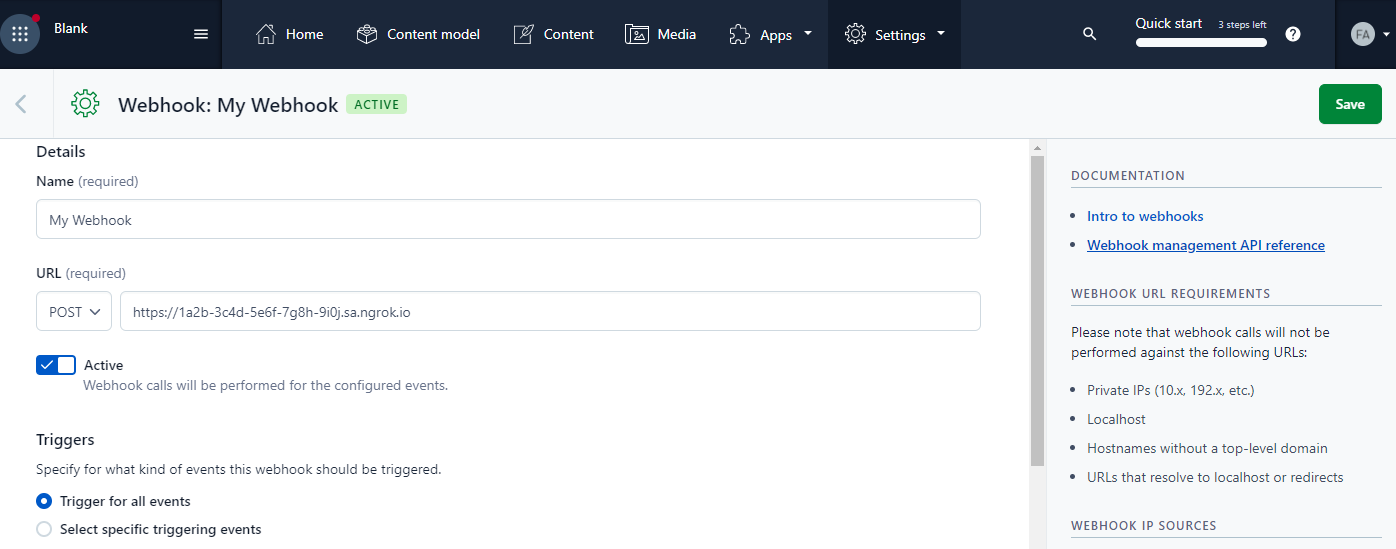 Blank
Home
Content model
Content
Media
Apps
Settings
Quick start 3 steps left
?
FA
Webhook: My Webhook ACTIVE
Save
Details
Name (required)
My Webhook
URL (required)
POST
https://1a2b-3c4d-5e6f-7g8h-9i0j.sa.ngrok.io
Active
Webhook calls will be performed for the configured events.
Triggers
Specify for what kind of events this webhook should be triggered.
Trigger for all events
Select specific triggering events
DOCUMENTATION
Intro to webhooks
Webhook management API reference
WEBHOOK URL REQUIREMENTS
Please note that webhook calls will not be
performed against the following URLs:
Private IPs (10.x, 192.x, etc.)
Localhost
Hostnames without a top-level domain
URLs that resolve to localhost or redirects
WEBHOOK IP SOURCES